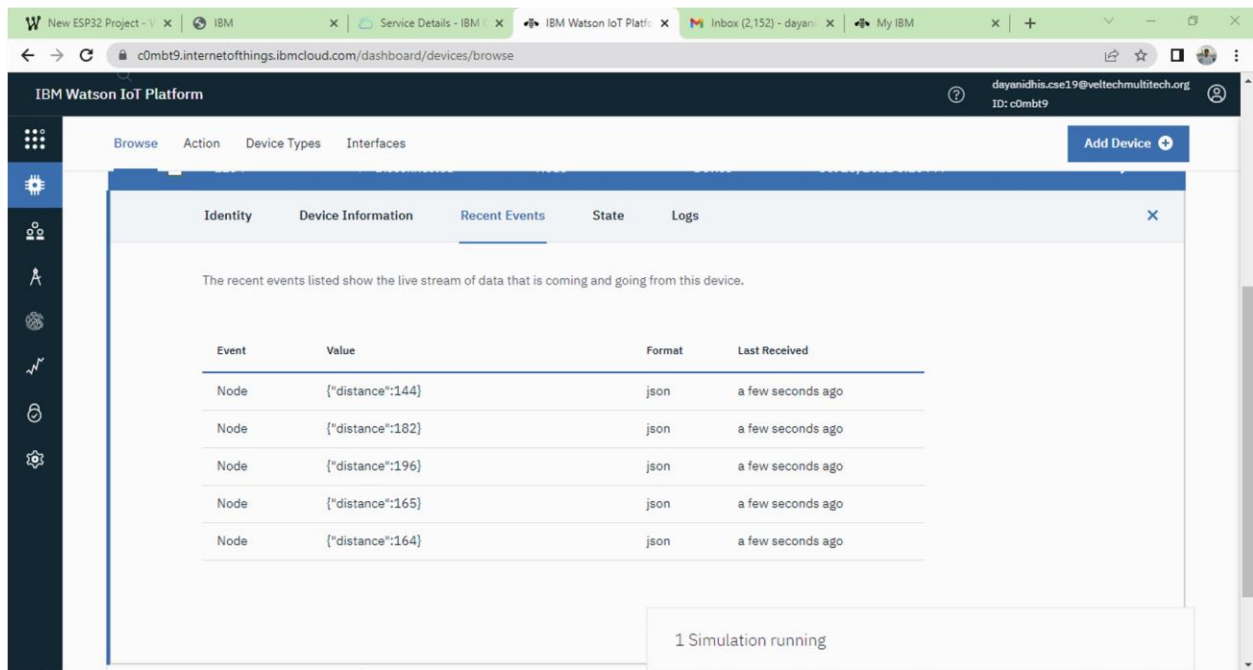 New ESP32 Project - W
IBM
Service Details - IBM C
IBM Watson IoT Platfo
Inbox (2,152) - dayani
My IBM
c0mbt9.internetofthings.ibmcloud.com/dashboard/devices/browse
IBM Watson IoT Platform
dayanidhis.cse19@veltechmultitech.org
ID: c0mbt9
Browse Action Device Types Interfaces
Add Device
Identity Device Information Recent Events State Logs
The recent events listed show the live stream of data that is coming and going from this device.
Event Value Format Last Received
Node {"distance":144} json a few seconds ago
Node {"distance":182} json a few seconds ago
Node {"distance":196} json a few seconds ago
Node {"distance":165} json a few seconds ago
Node {"distance":164} json a few seconds ago
1 Simulation running